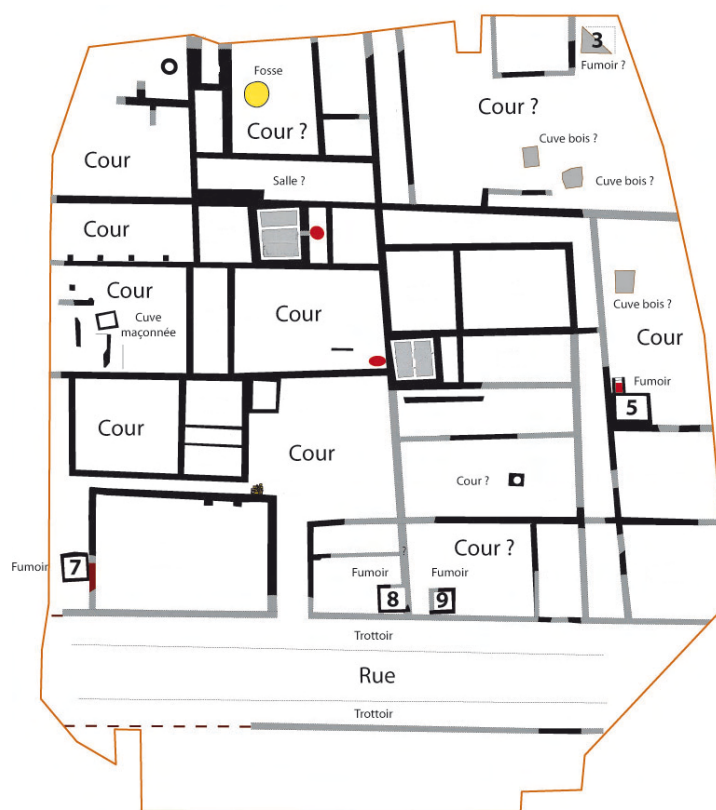 3
Fumoir ?
Fosse
Cour ?
Cour ?
Cuve bois ?
Cour
Cuve bois ?
Salle ?
Cour
Cour
Cuve
maçonnée
Cour
Cuve bois ?
Cour
Fumoir
5
Cour
Cour
Cour ?
Cour ?
?
Fumoir
7
Fumoir
8
Fumoir
9
Trottoir
Rue
Trottoir